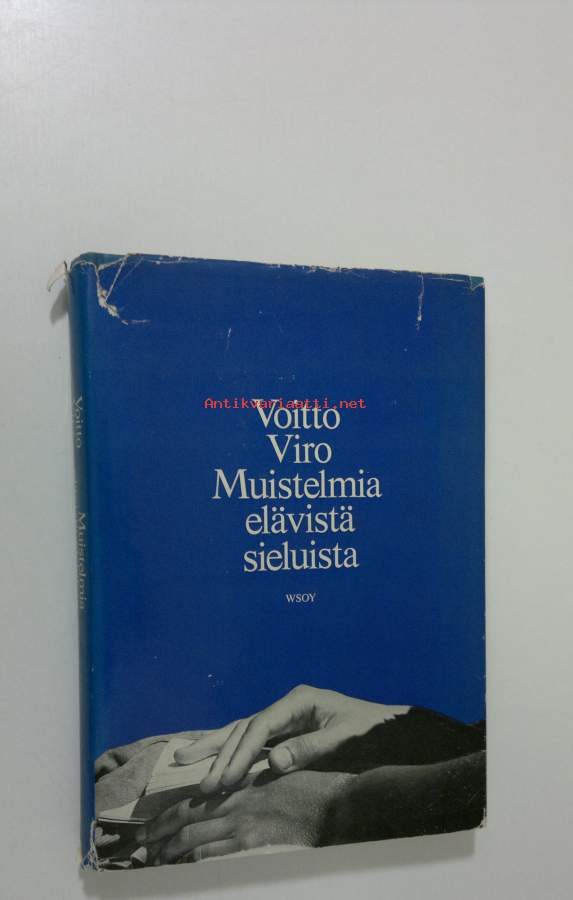 Antikvariaatti.net
Voitto
Viro
Muistelmia
elävistä
sieluista
WSOY
Voitto
Muistelmia